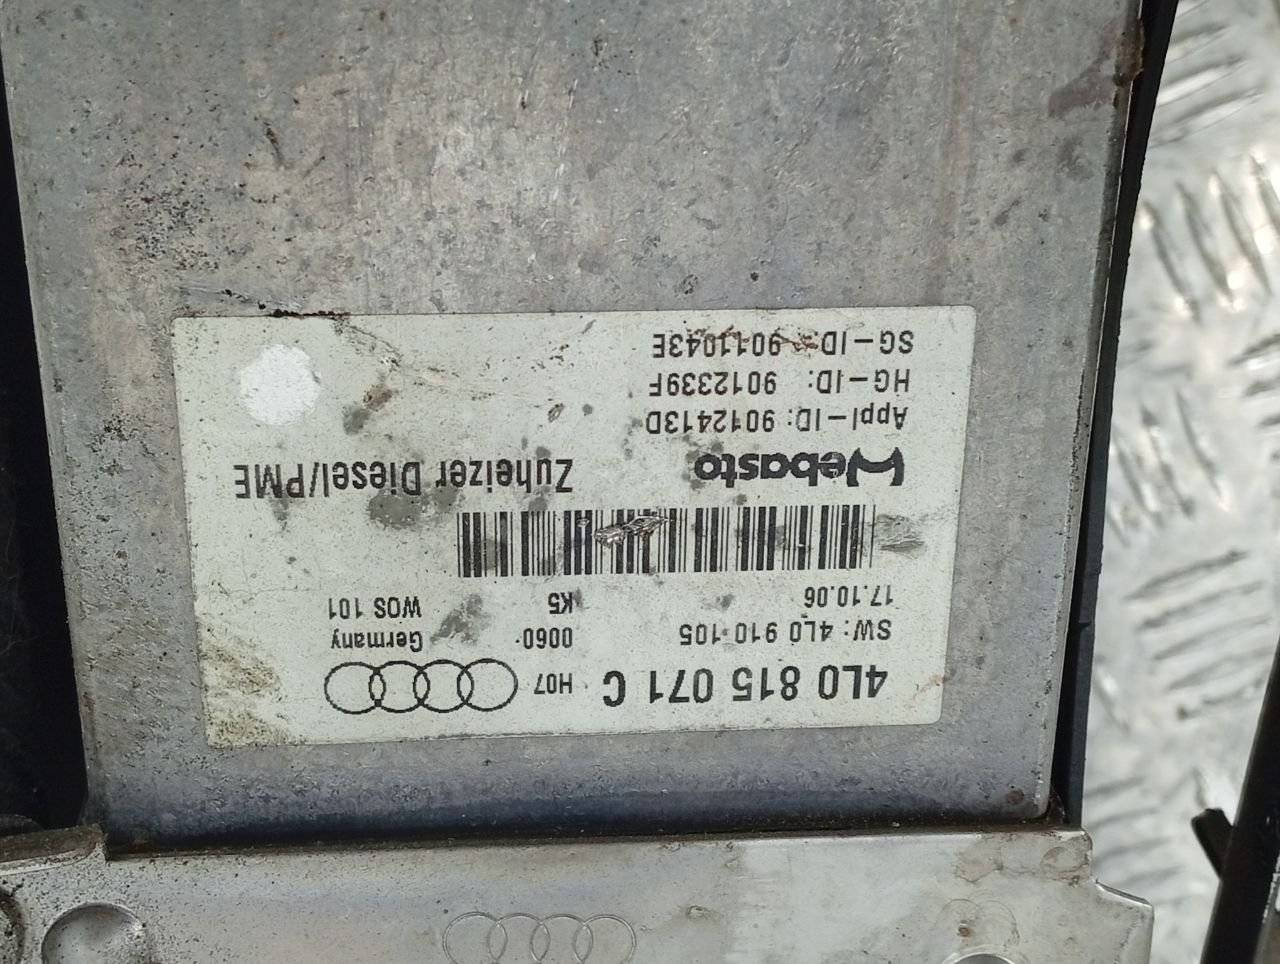 4L0 815 071 C H07
SW: 4L0 910 105 0060 Germany
17.10.06 K5 WOS 101
Webasto Zuheizer Diesel/PME
Appl-ID: 9012413D
HG-ID: 9012339F
SG-ID: 9011043E